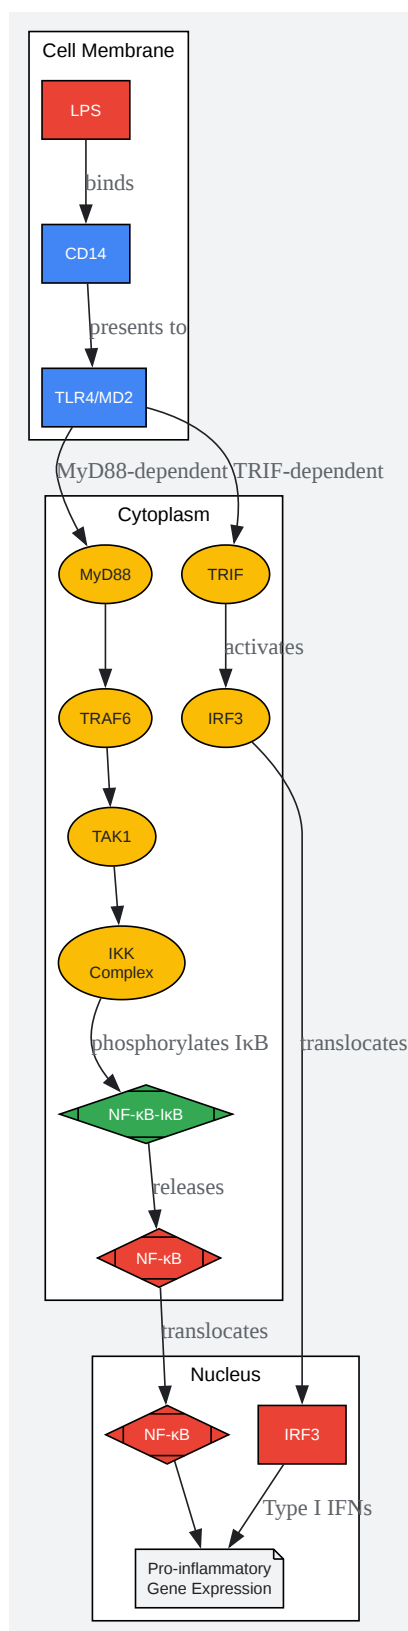 Cell Membrane
LPS
binds
CD14
presents to
TLR4/MD2
MyD88-dependent TRIF-dependent
Cytoplasm
MyD88
TRIF
activates
TRAF6
IRF3
TAK1
IKK
Complex
phosphorylates IκB
translocates
NF-κB-IκB
releases
NF-κB
translocates
Nucleus
NF-κB
IRF3
Type I IFNs
Pro-inflammatory
Gene Expression